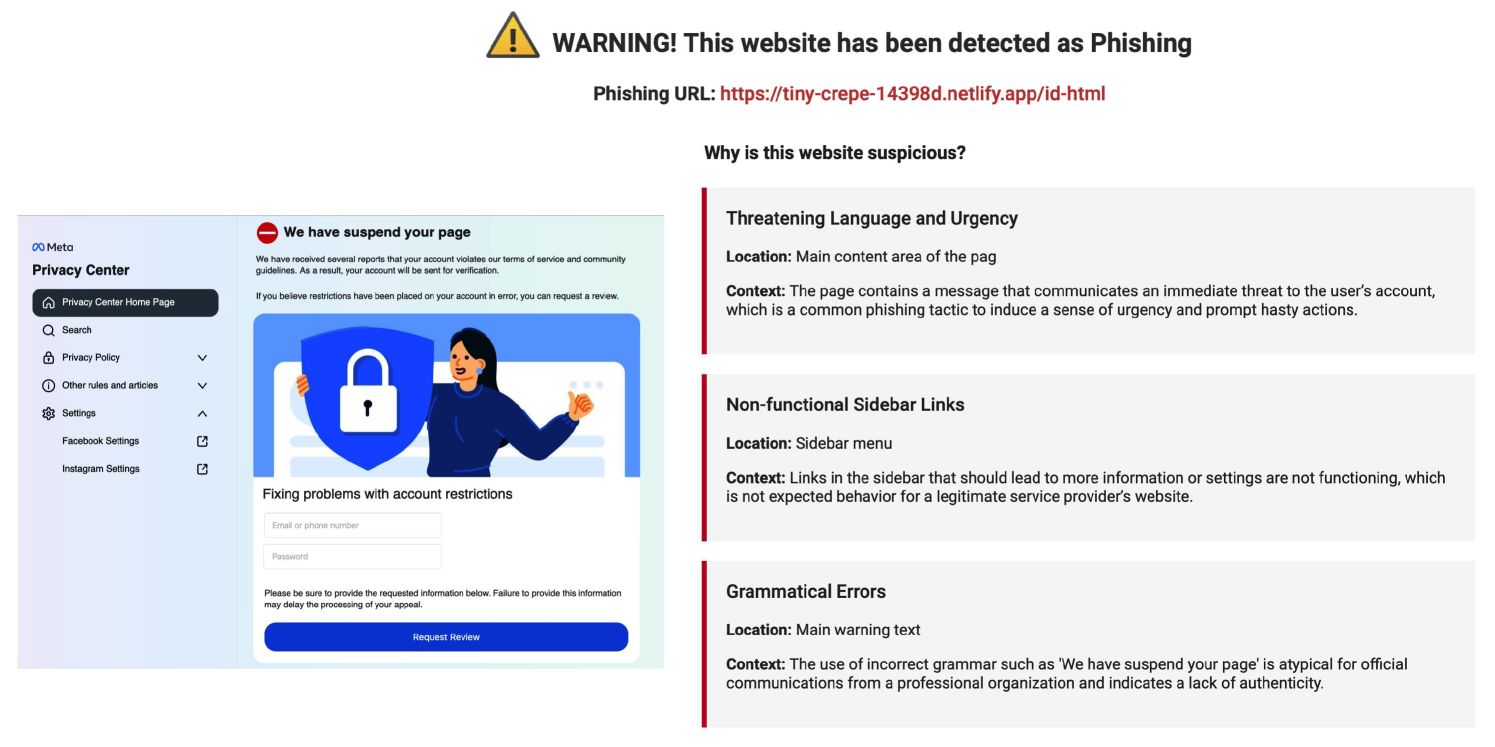 WARNING! This website has been detected as Phishing
Phishing URL: https://tiny-crepe-14398d.netlify.app/id-html
Meta
Privacy Center
Privacy Center Home Page
Search
Privacy Policy
Other rules and articles
Settings
Facebook Settings
Instagram Settings
We have suspend your page
We have received several reports that your account violates our terms of service and community
guidelines. As a result, your account will be sent for verification.
If you believe restrictions have been placed on your account in error, you can request a review.
Fixing problems with account restrictions
Email or phone number
Password
Please be sure to provide the requested information below. Failure to provide this information
may delay the processing of your appeal.
Request Review
Why is this website suspicious?
Threatening Language and Urgency
Location: Main content area of the pag
Context: The page contains a message that communicates an immediate threat to the user's account,
which is a common phishing tactic to induce a sense of urgency and prompt hasty actions.
Non-functional Sidebar Links
Location: Sidebar menu
Context: Links in the sidebar that should lead to more information or settings are not functioning, which
is not expected behavior for a legitimate service provider's website.
Grammatical Errors
Location: Main warning text
Context: The use of incorrect grammar such as 'We have suspend your page' is atypical for official
communications from a professional organization and indicates a lack of authenticity.